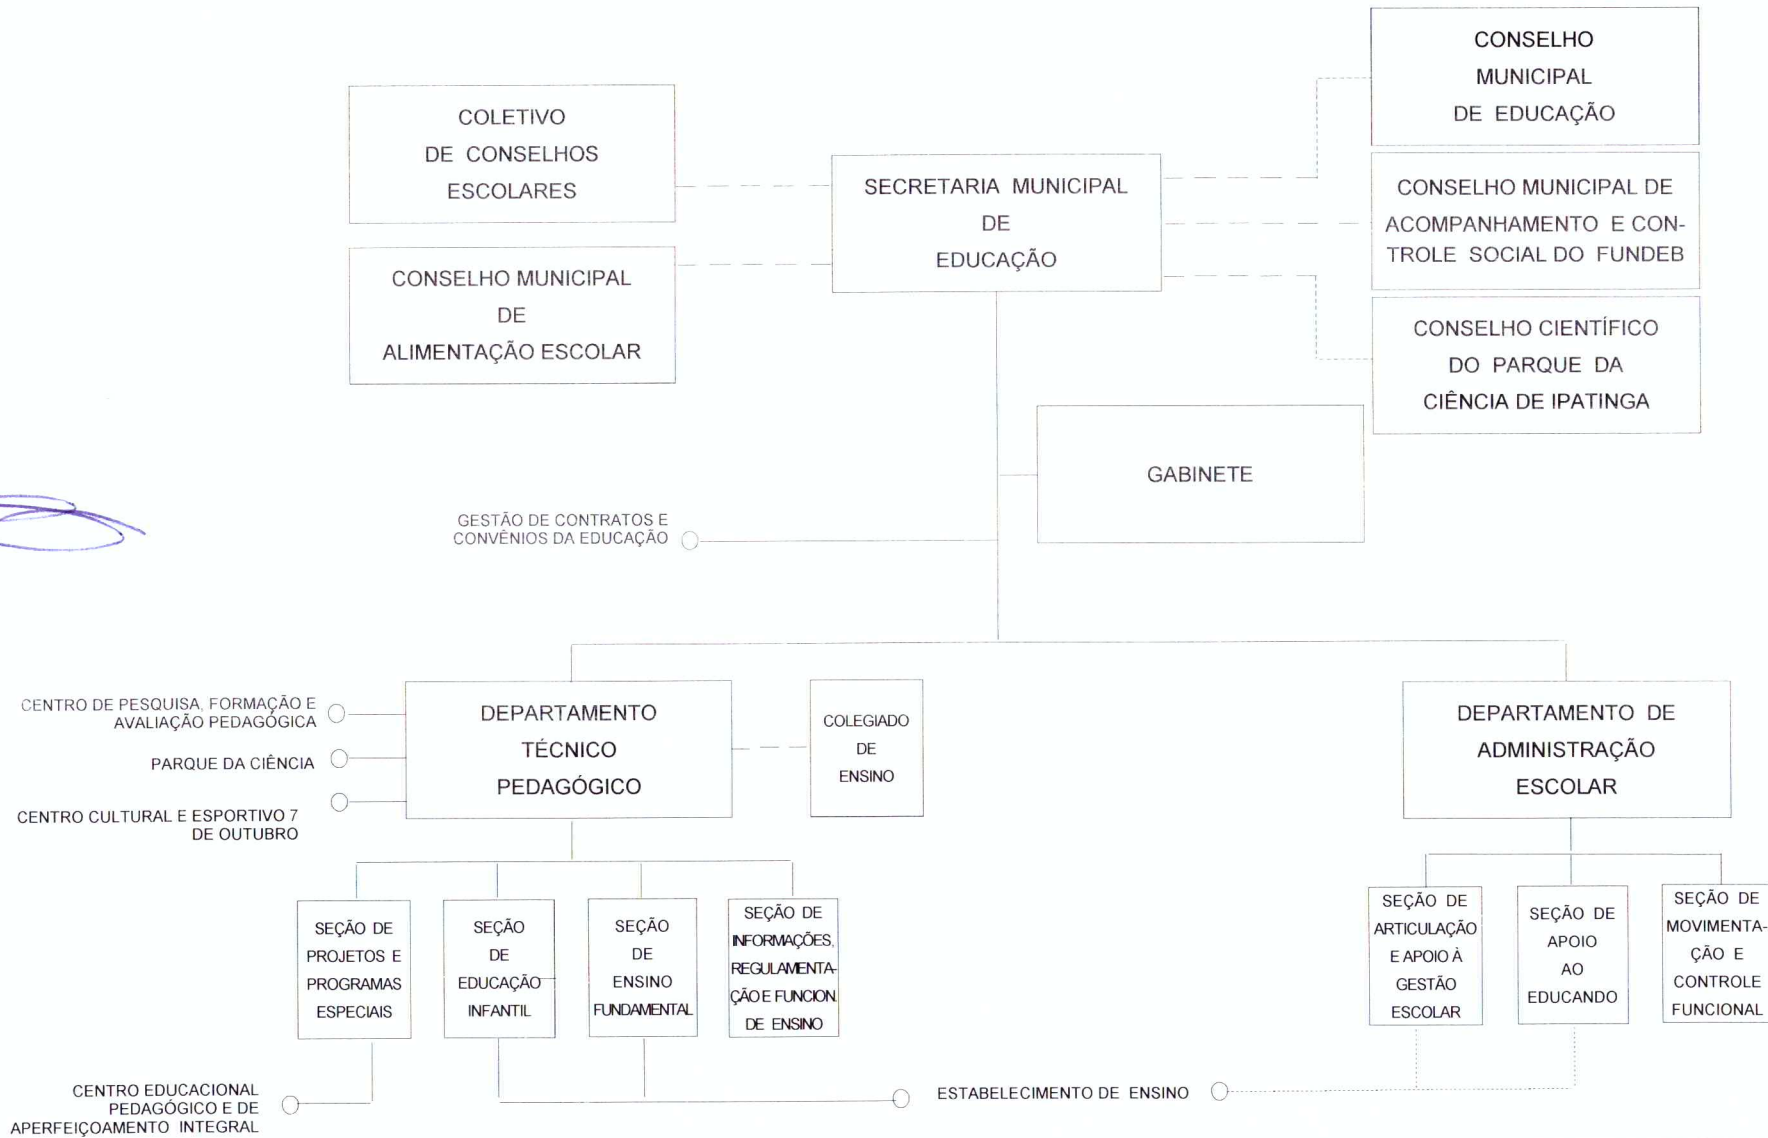 CONSELHO
MUNICIPAL
DE EDUCAÇÃO
COLETIVO
DE CONSELHOS
ESCOLARES
SECRETARIA MUNICIPAL
DE
EDUCAÇÃO
CONSELHO MUNICIPAL DE
ACOMPANHAMENTO E CON-
TROLE SOCIAL DO FUNDEB
CONSELHO MUNICIPAL
DE
ALIMENTAÇÃO ESCOLAR
CONSELHO CIENTÍFICO
DO PARQUE DA
CIÊNCIA DE IPATINGA
GABINETE
GESTÃO DE CONTRATOS E
CONVÊNIOS DA EDUCAÇÃO
CENTRO DE PESQUISA, FORMAÇÃO E
AVALIAÇÃO PEDAGÓGICA
PARQUE DA CIÊNCIA
CENTRO CULTURAL E ESPORTIVO 7
DE OUTUBRO
DEPARTAMENTO
TÉCNICO
PEDAGÓGICO
COLEGIADO
DE
ENSINO
DEPARTAMENTO DE
ADMINISTRAÇÃO
ESCOLAR
SEÇÃO DE
PROJETOS E
PROGRAMAS
ESPECIAIS
SEÇÃO
DE
EDUCAÇÃO
INFANTIL
SEÇÃO
DE
ENSINO
FUNDAMENTAL
SEÇÃO DE
INFORMAÇÕES,
REGULAMENTA-
ÇÃO E FUNCION.
DE ENSINO
SEÇÃO DE
ARTICULAÇÃO
E APOIO À
GESTÃO
ESCOLAR
SEÇÃO DE
APOIO
AO
EDUCANDO
SEÇÃO DE
MOVIMENTA-
ÇÃO E
CONTROLE
FUNCIONAL
CENTRO EDUCACIONAL
PEDAGÓGICO E DE
APERFEIÇOAMENTO INTEGRAL
ESTABELECIMENTO DE ENSINO